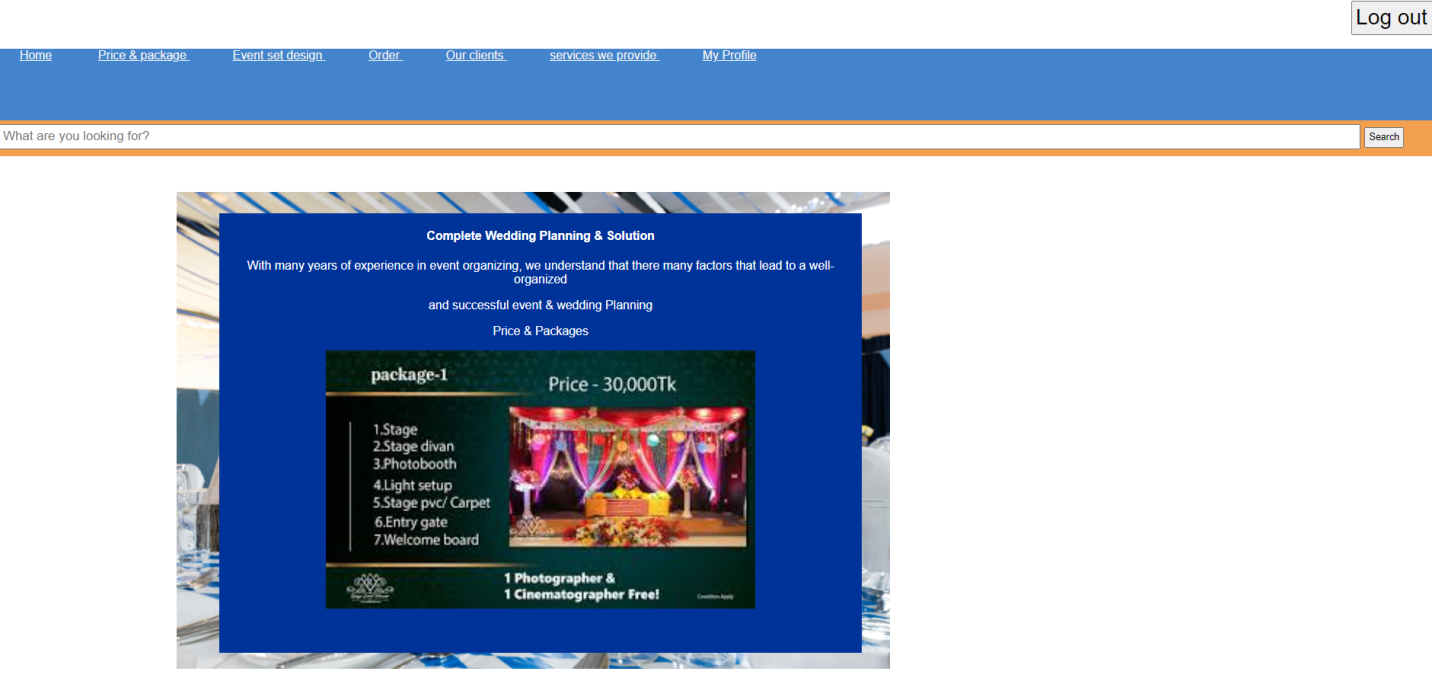 Log out
Home Price & package Event set design Order Our clients services we provide My Profile
What are you looking for? Search
Complete Wedding Planning & Solution
With many years of experience in event organizing, we understand that there many factors that lead to a well-
organized
and successful event & wedding Planning
Price & Packages
package-1
Price - 30,000Tk
1.Stage
2.Stage divan
3.Photobooth
4.Light setup
5.Stage pvc/ Carpet
6.Entry gate
7.Welcome board
1 Photographer &
1 Cinematographer Free!
Condition Apply